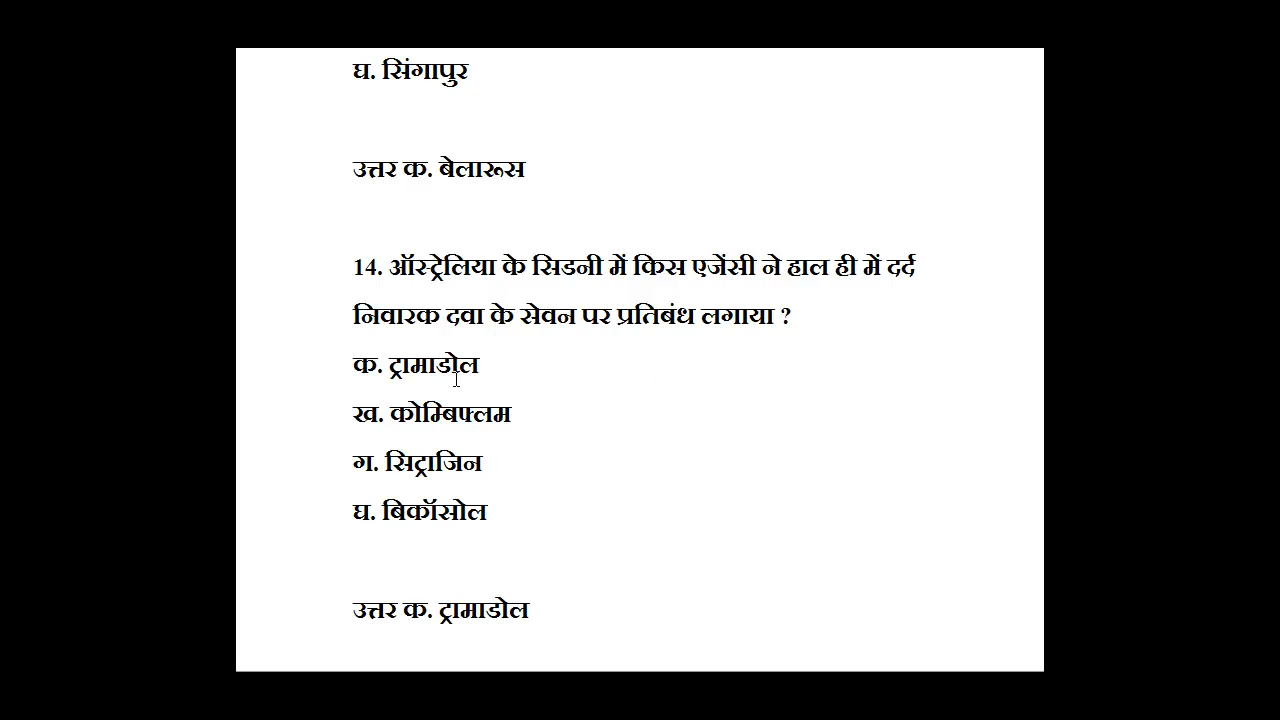 घ. सिंगापुर
उत्तर क. बेलारूस
14. ऑस्ट्रेलिया के सिडनी में किस एजेंसी ने हाल ही में दर्द
निवारक दवा के सेवन पर प्रतिबंध लगाया ?
क. ट्रामाडोल
ख. कोम्बिफ्लम
ग. सिट्राजिन
घ. बिकॉसोल
उत्तर क. ट्रामाडोल